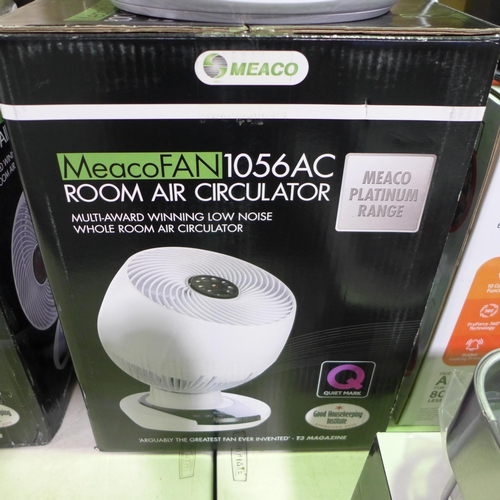 MEACO
MeacoFAN1056AC
ROOM AIR CIRCULATOR
MULTI-AWARD WINNING LOW NOISE
WHOLE ROOM AIR CIRCULATOR
MEACO
PLATINUM
RANGE
QUIET MARK
Good Housekeeping
Institute
'ARGUABLY THE GREATEST FAN EVER INVENTED' - T3 MAGAZINE